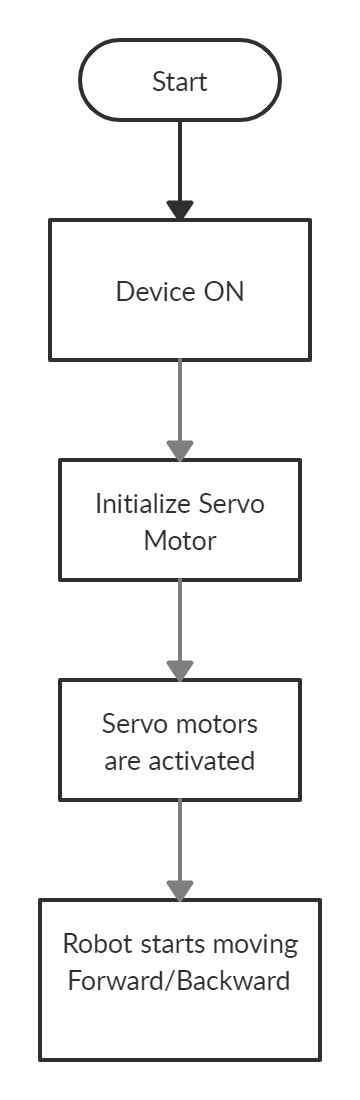 Start
Device ON
Initialize Servo
Motor
Servo motors
are activated
Robot starts moving
Forward/Backward